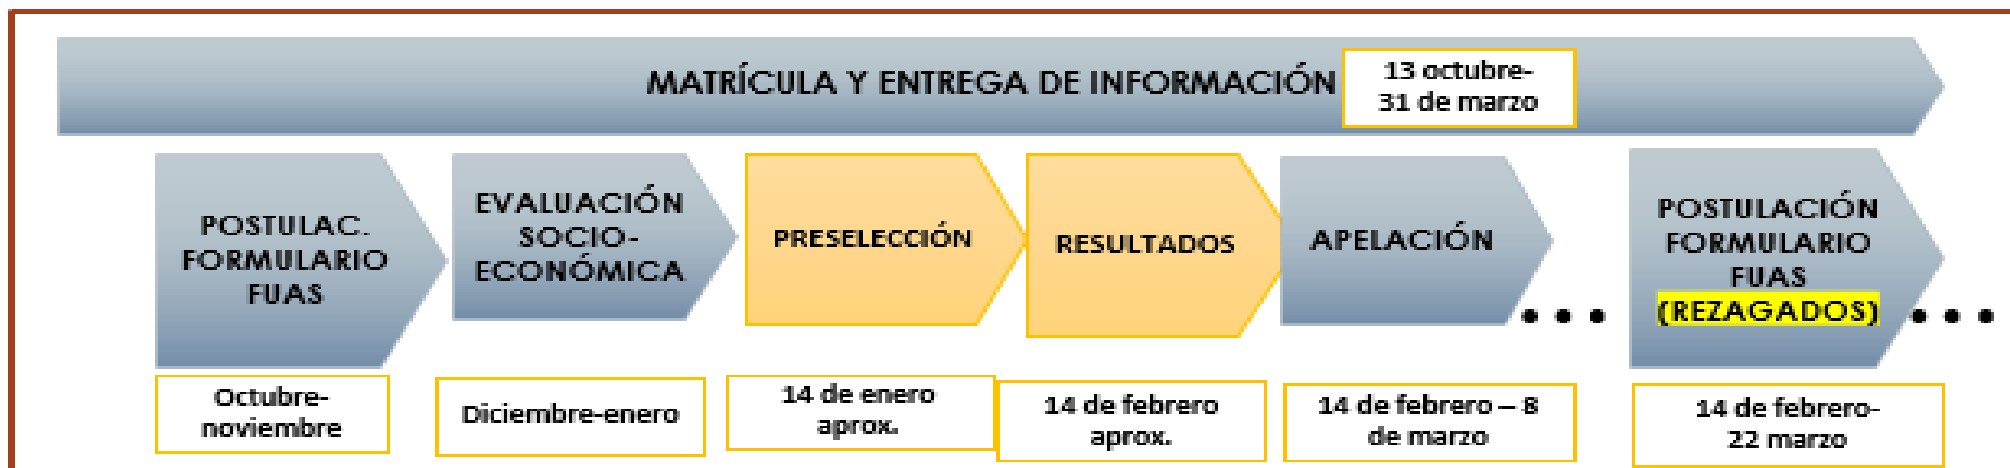 MATRÍCULA Y ENTREGA DE INFORMACIÓN
13 octubre-
31 de marzo
POSTULAC.
FORMULARIO
FUAS
EVALUACIÓN
SOCIO-
ECONÓMICA
PRESELECCIÓN
RESULTADOS
APELACIÓN
...
POSTULACIÓN
FORMULARIO
FUAS
(REZAGADOS)
...
Octubre-
noviembre
Diciembre-enero
14 de enero
aprox.
14 de febrero
aprox.
14 de febrero – 8
de marzo
14 de febrero-
22 marzo